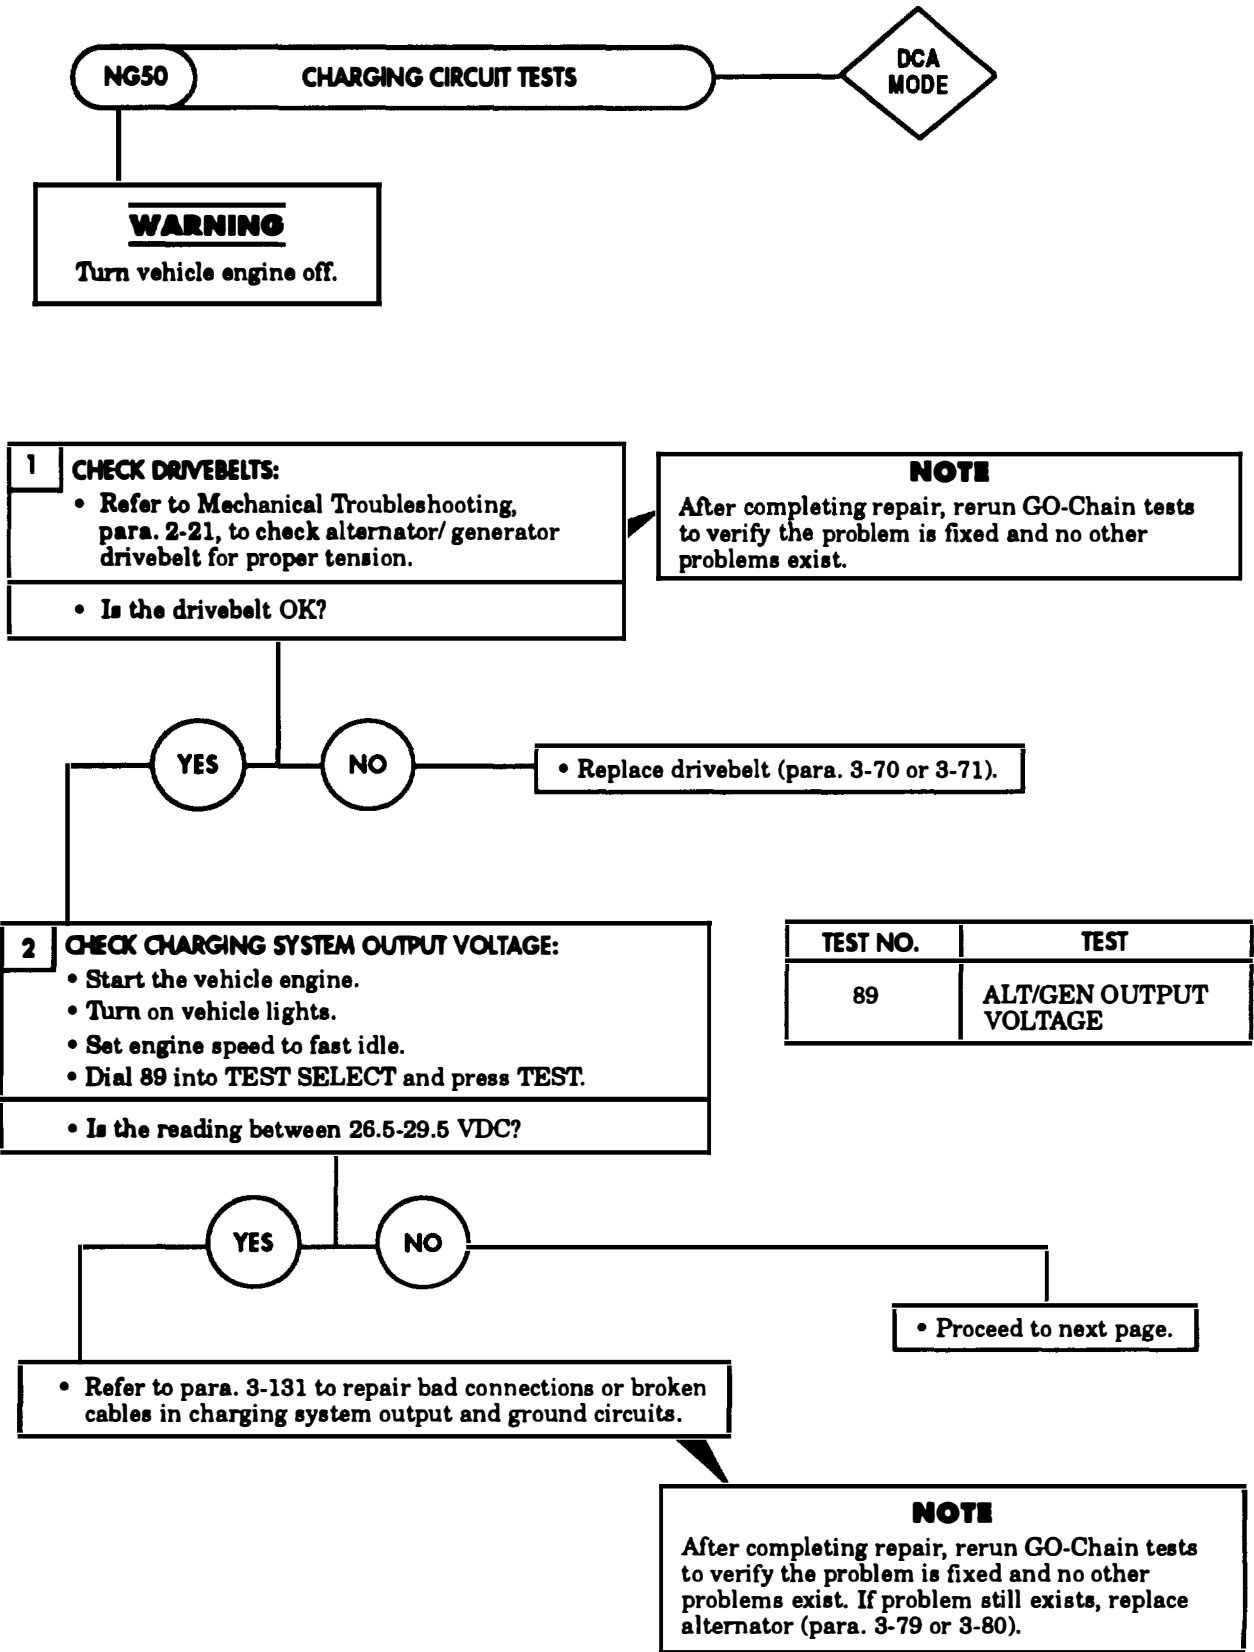 NG50
CHARGING CIRCUIT TESTS
DCA
MODE
WARNING
Turn vehicle engine off.
1
CHECK DRIVEBELTS:
• Refer to Mechanical Troubleshooting,
para. 2-21, to check alternator/ generator
drivebelt for proper tension.
• Is the drivebelt OK?
NOTE
After completing repair, rerun GO-Chain tests
to verify the problem is fixed and no other
problems exist.
YES
NO
• Replace drivebelt (para. 3-70 or 3-71).
2
CHECK CHARGING SYSTEM OUTPUT VOLTAGE:
• Start the vehicle engine.
• Turn on vehicle lights.
• Set engine speed to fast idle.
• Dial 89 into TEST SELECT and press TEST.
• Is the reading between 26.5-29.5 VDC?
TEST NO.
TEST
89
ALT/GEN OUTPUT
VOLTAGE
YES
NO
• Proceed to next page.
• Refer to para. 3-131 to repair bad connections or broken
cables in charging system output and ground circuits.
NOTE
After completing repair, rerun GO-Chain tests
to verify the problem is fixed and no other
problems exist. If problem still exists, replace
alternator (para. 3-79 or 3-80).